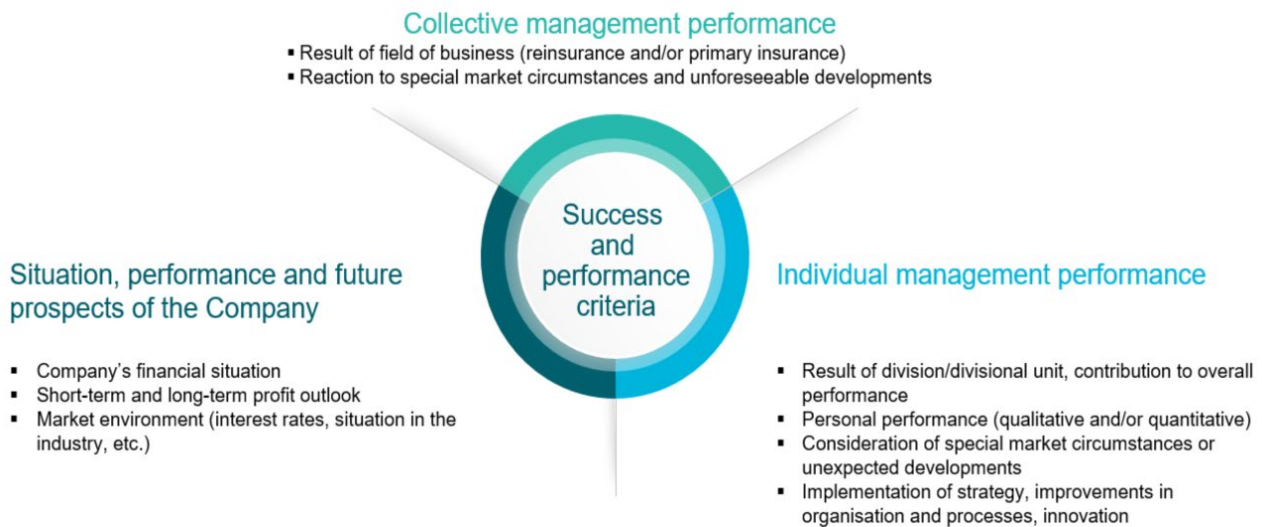 Collective management performance
▪ Result of field of business (reinsurance and/or primary insurance)
▪ Reaction to special market circumstances and unforeseeable developments
Success
and
performance
criteria
Situation, performance and future
prospects of the Company
▪ Company's financial situation
▪ Short-term and long-term profit outlook
▪ Market environment (interest rates, situation in the
industry, etc.)
Individual management performance
▪ Result of division/divisional unit, contribution to overall
performance
▪ Personal performance (qualitative and/or quantitative)
▪ Consideration of special market circumstances or
unexpected developments
▪ Implementation of strategy, improvements in
organisation and processes, innovation